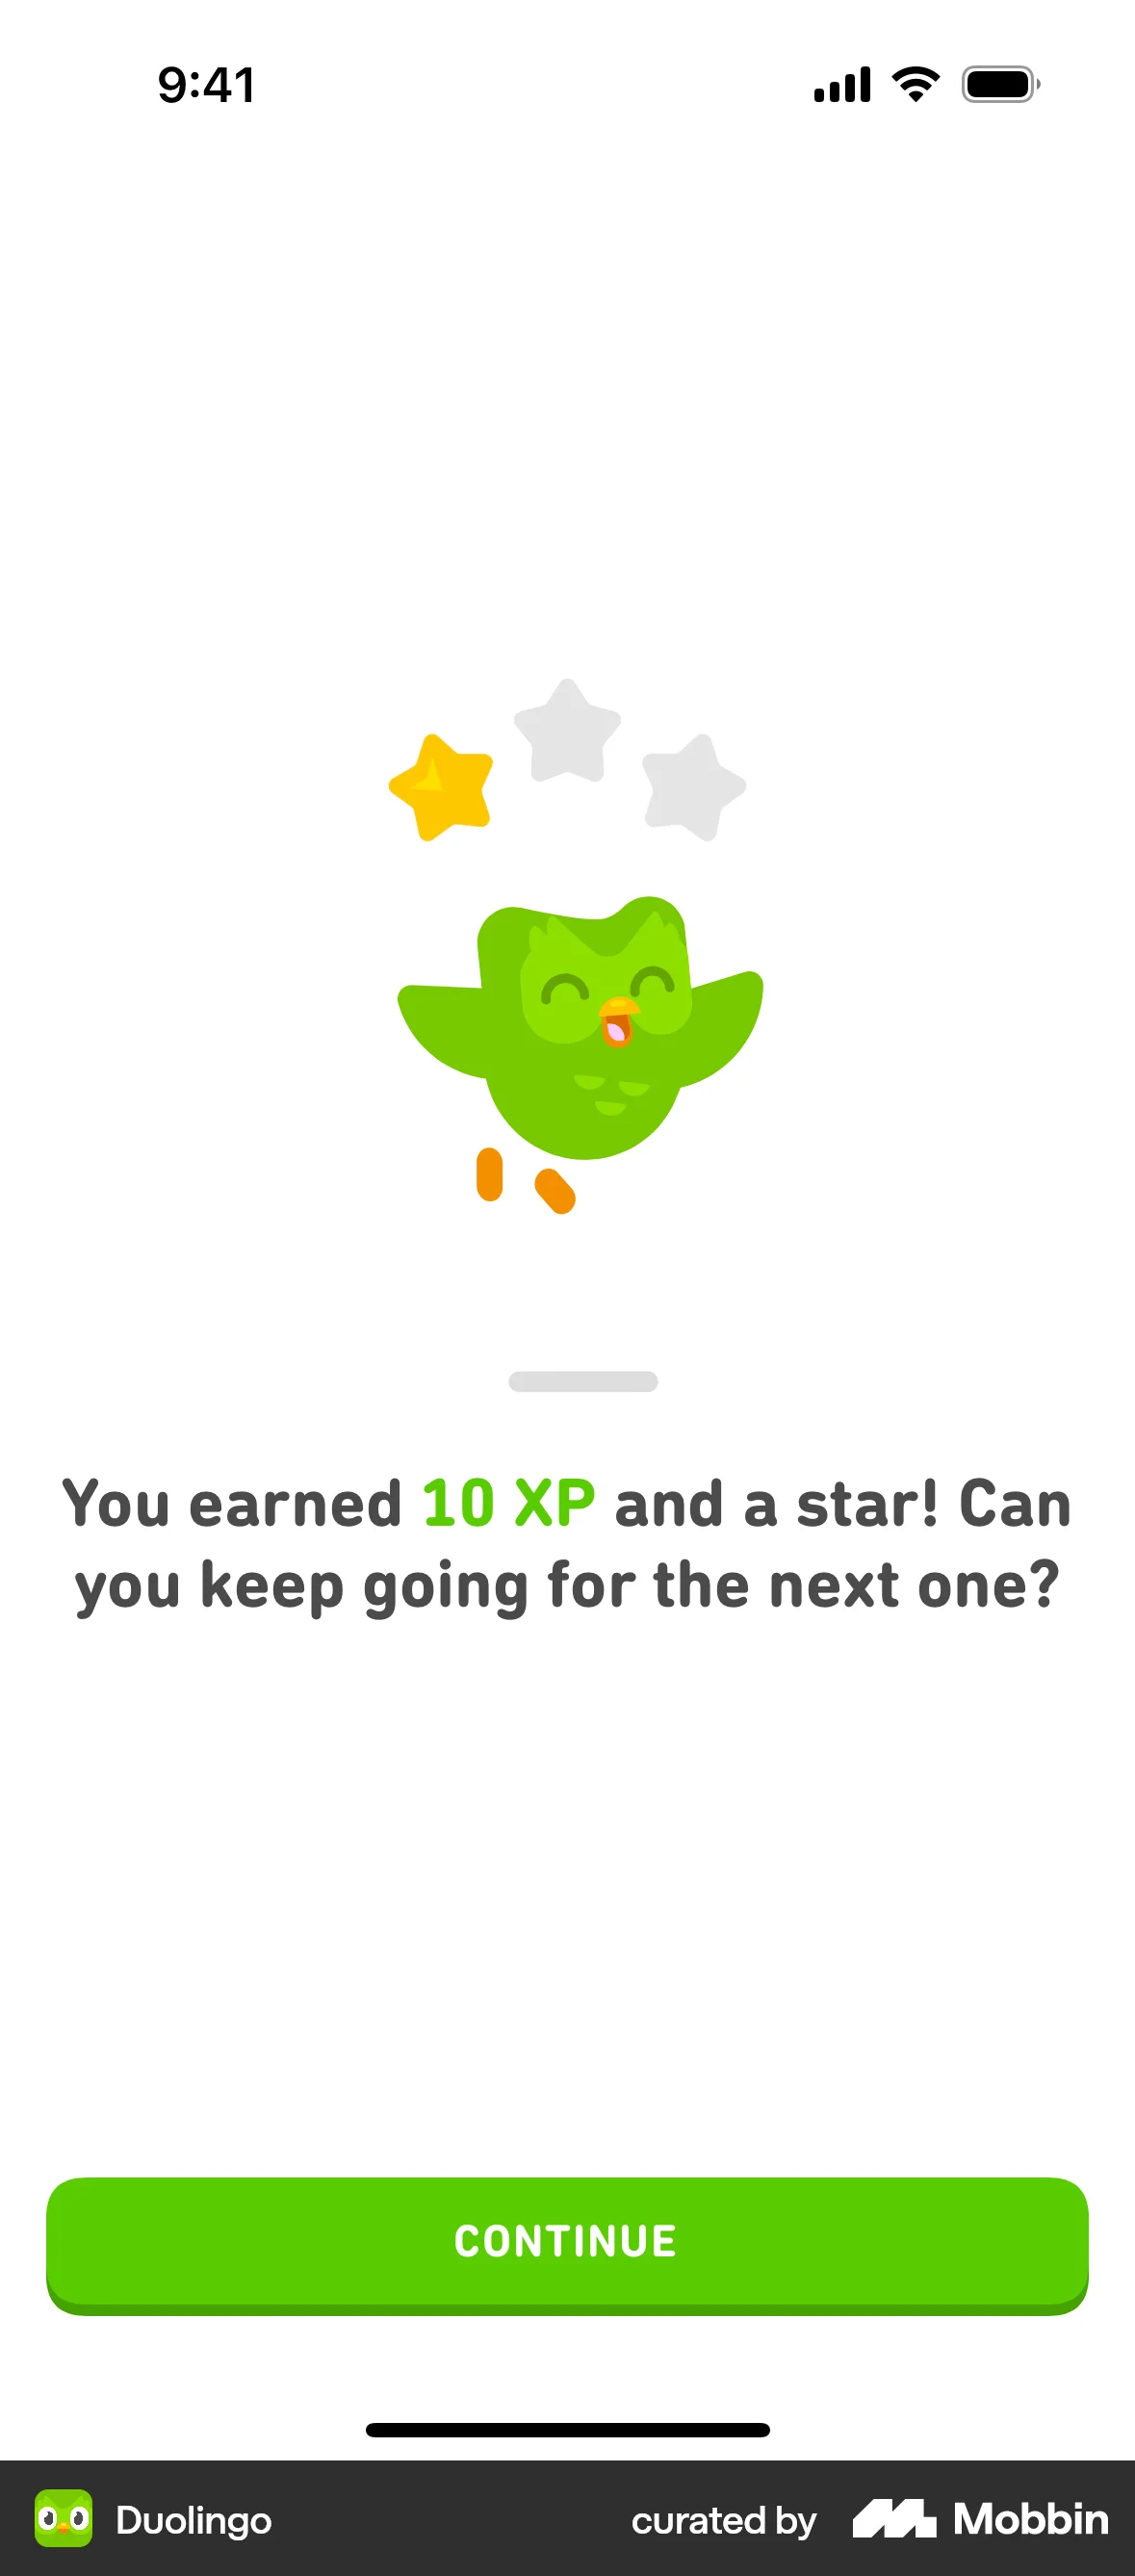 9:41
You earned 10 XP and a star! Can
you keep going for the next one?
CONTINUE
Duolingo
curated by Mobbin